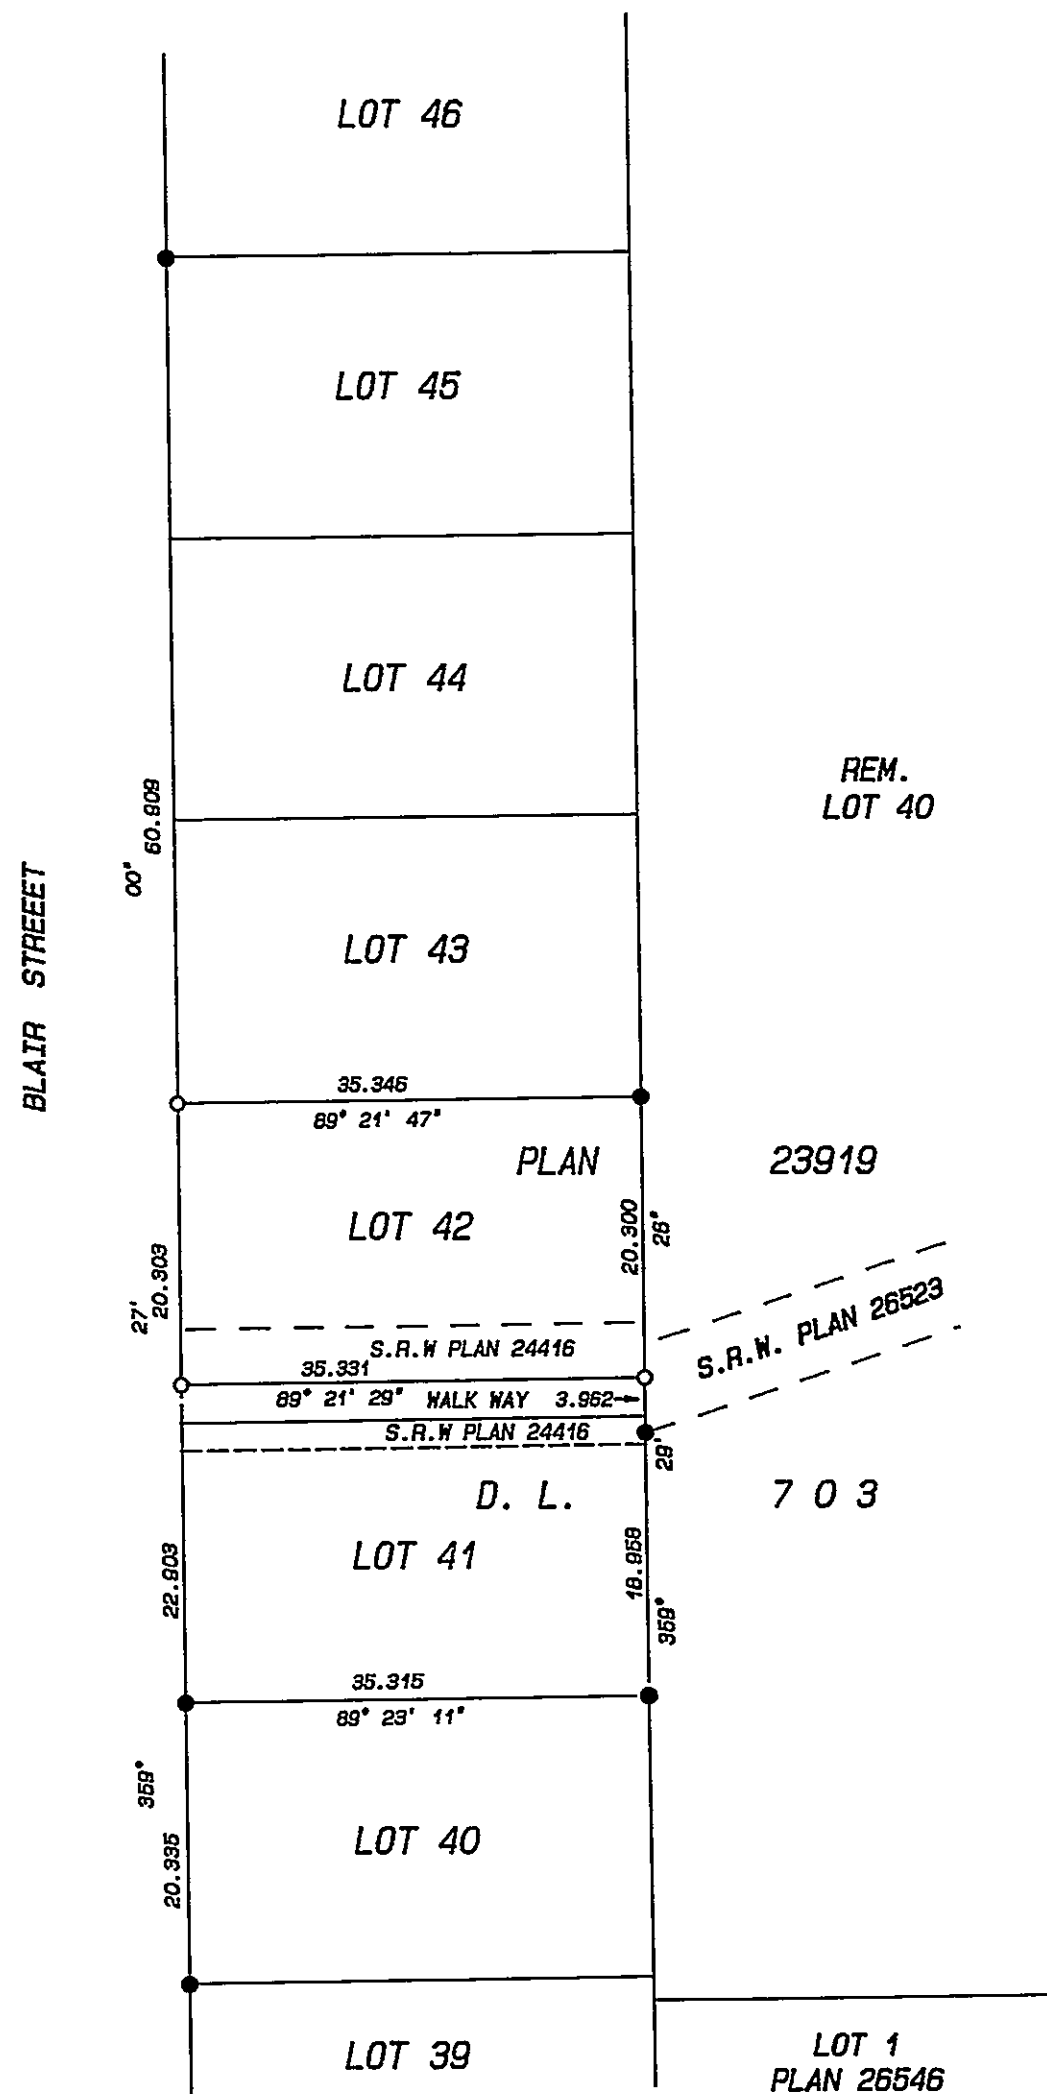 LOT 46
LOT 45
LOT 44
REM.
LOT 40
60.909
00"
BLAIR STREEET
LOT 43
35.346
89° 21' 47"
PLAN 23919
LOT 42
20.300
26"
20.303
27'
S.R.W. PLAN 26523
S.R.W PLAN 24416
35.331
89° 21' 29" WALK WAY 3.962
S.R.W PLAN 24416
29'
D. L. 7 0 3
LOT 41
22.903
18.958
359°
35.315
89° 23' 11"
359°
LOT 40
20.335
LOT 39
LOT 1
PLAN 26546